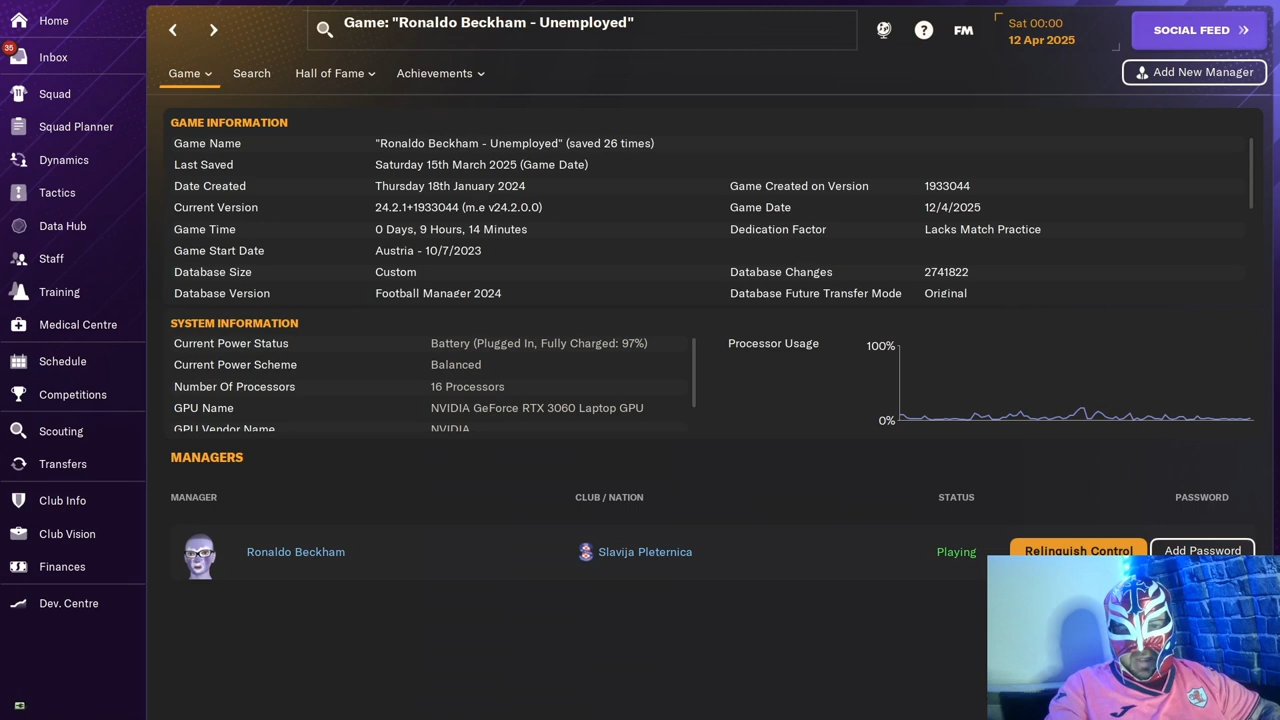 Home
35
Inbox
Squad
Squad Planner
Dynamics
Tactics
Data Hub
Staff
Training
Medical Centre
Schedule
Competitions
Scouting
Transfers
Club Info
Club Vision
Finances
Dev. Centre
Game: "Ronaldo Beckham - Unemployed"
?
FM
Sat 00:00
12 Apr 2025
SOCIAL FEED
Game
Search
Hall of Fame
Achievements
Add New Manager
GAME INFORMATION
Game Name "Ronaldo Beckham - Unemployed" (saved 26 times)
Last Saved Saturday 15th March 2025 (Game Date)
Date Created Thursday 18th January 2024 Game Created on Version 1933044
Current Version 24.2.1+1933044 (m.e v24.2.0.0) Game Date 12/4/2025
Game Time 0 Days, 9 Hours, 14 Minutes Dedication Factor Lacks Match Practice
Game Start Date Austria - 10/7/2023
Database Size Custom Database Changes 2741822
Database Version Football Manager 2024 Database Future Transfer Mode Original
SYSTEM INFORMATION
Current Power Status Battery (Plugged In, Fully Charged: 97%)
Current Power Scheme Balanced
Number Of Processors 16 Processors
GPU Name NVIDIA GeForce RTX 3060 Laptop GPU
GPU Vendor Name NVIDIA
Processor Usage
100%
0%
MANAGERS
MANAGER CLUB / NATION STATUS PASSWORD
Ronaldo Beckham Slavija Pleternica Playing Relinquish Control Add Password